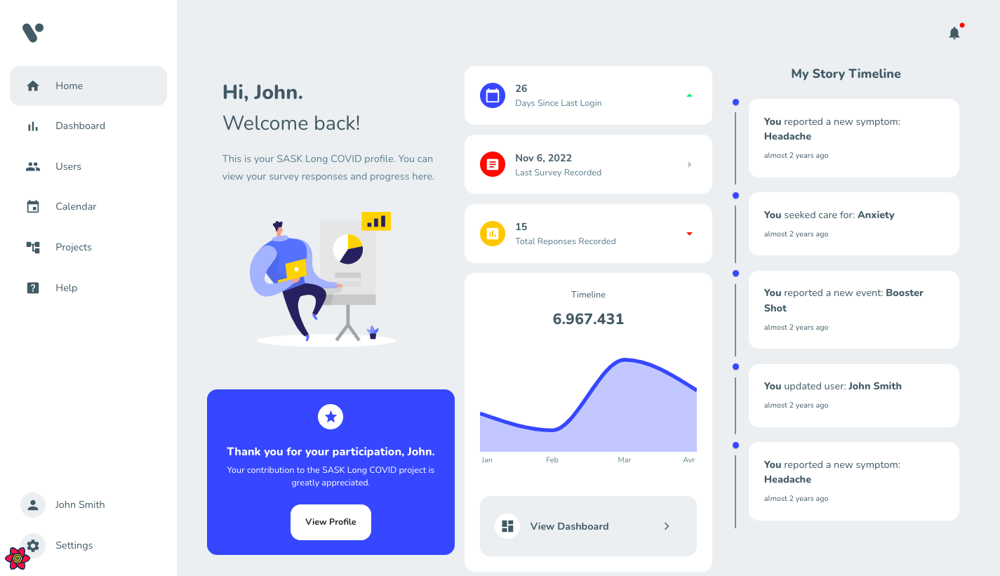 Home
Dashboard
Users
Calendar
Projects
Help
John Smith
Settings
Hi, John.
Welcome back!
This is your SASK Long COVID profile. You can
view your survey responses and progress here.
Thank you for your participation, John.
Your contribution to the SASK Long COVID project is
greatly appreciated.
View Profile
26
Days Since Last Login
Nov 6, 2022
Last Survey Recorded
15
Total Reponses Recorded
Timeline
6.967.431
Jan Feb Mar Avr
View Dashboard
My Story Timeline
You reported a new symptom:
Headache
almost 2 years ago
You seeked care for: Anxiety
almost 2 years ago
You reported a new event: Booster
Shot
almost 2 years ago
You updated user: John Smith
almost 2 years ago
You reported a new symptom:
Headache
almost 2 years ago